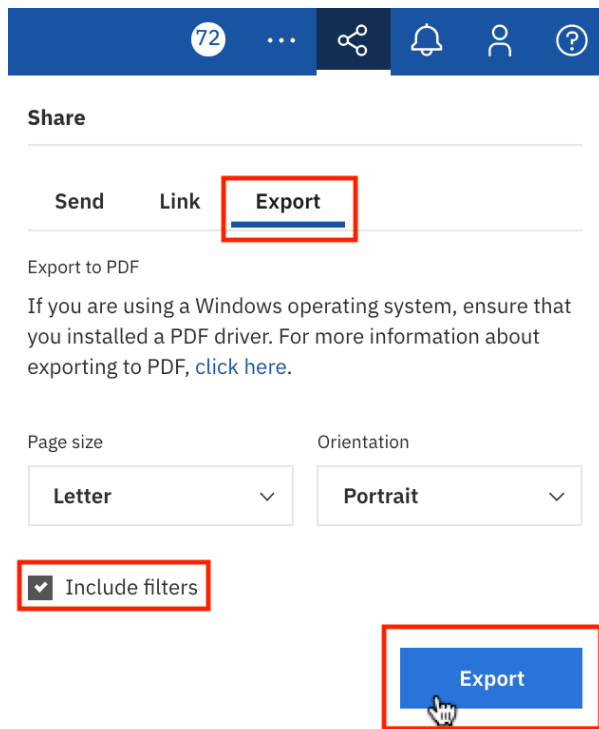 72
Share
Send Link Export
Export to PDF
If you are using a Windows operating system, ensure that
you installed a PDF driver. For more information about
exporting to PDF, click here.
Page size Orientation
Letter Portrait
Include filters
Export